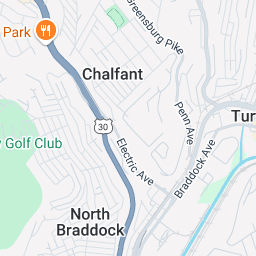 Greensburg Pike
Park
Chalfant
Penn Ave
Tur
30
Electric Ave
Braddock Ave
y Golf Club
North
Braddock